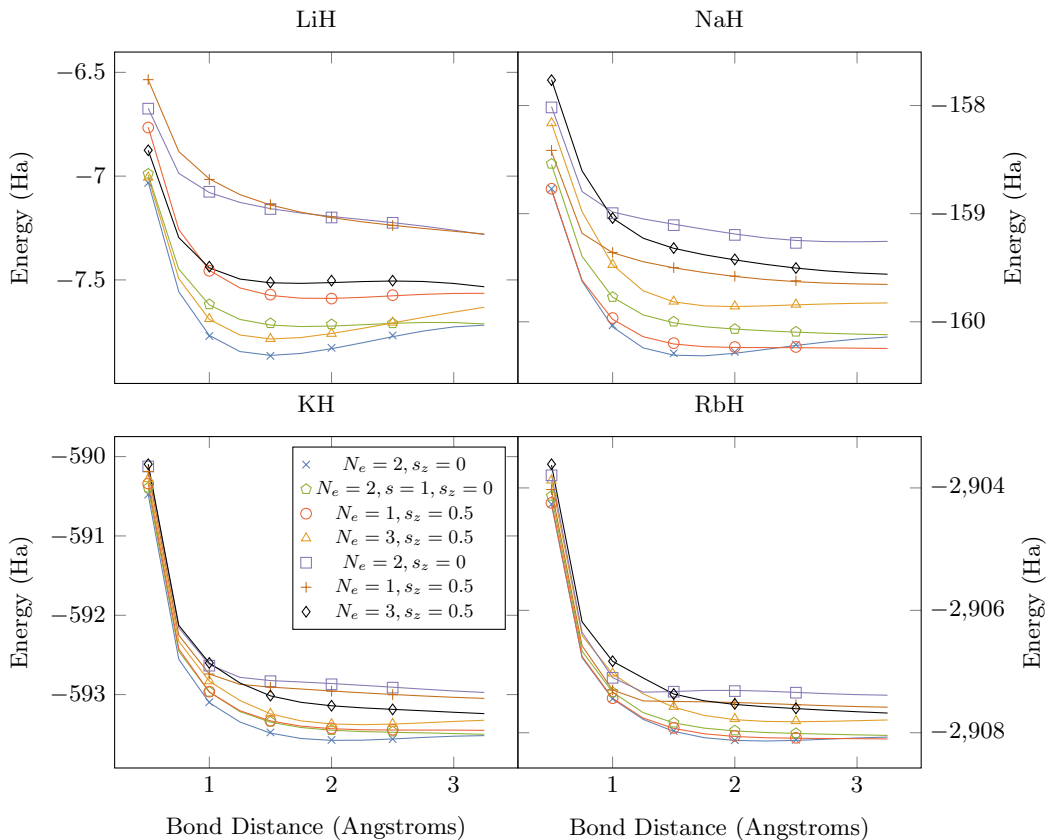 LiH
NaH
−6.5
−7
−7.5
Energy (Ha)
−158
−159
−160
Energy (Ha)
KH
RbH
−590
−591
−592
−593
Energy (Ha)
N_e = 2, s_z = 0
N_e = 2, s = 1, s_z = 0
N_e = 1, s_z = 0.5
N_e = 3, s_z = 0.5
N_e = 2, s_z = 0
N_e = 1, s_z = 0.5
N_e = 3, s_z = 0.5
−2,904
−2,906
−2,908
Energy (Ha)
1 2 3
1 2 3
Bond Distance (Angstroms)
Bond Distance (Angstroms)